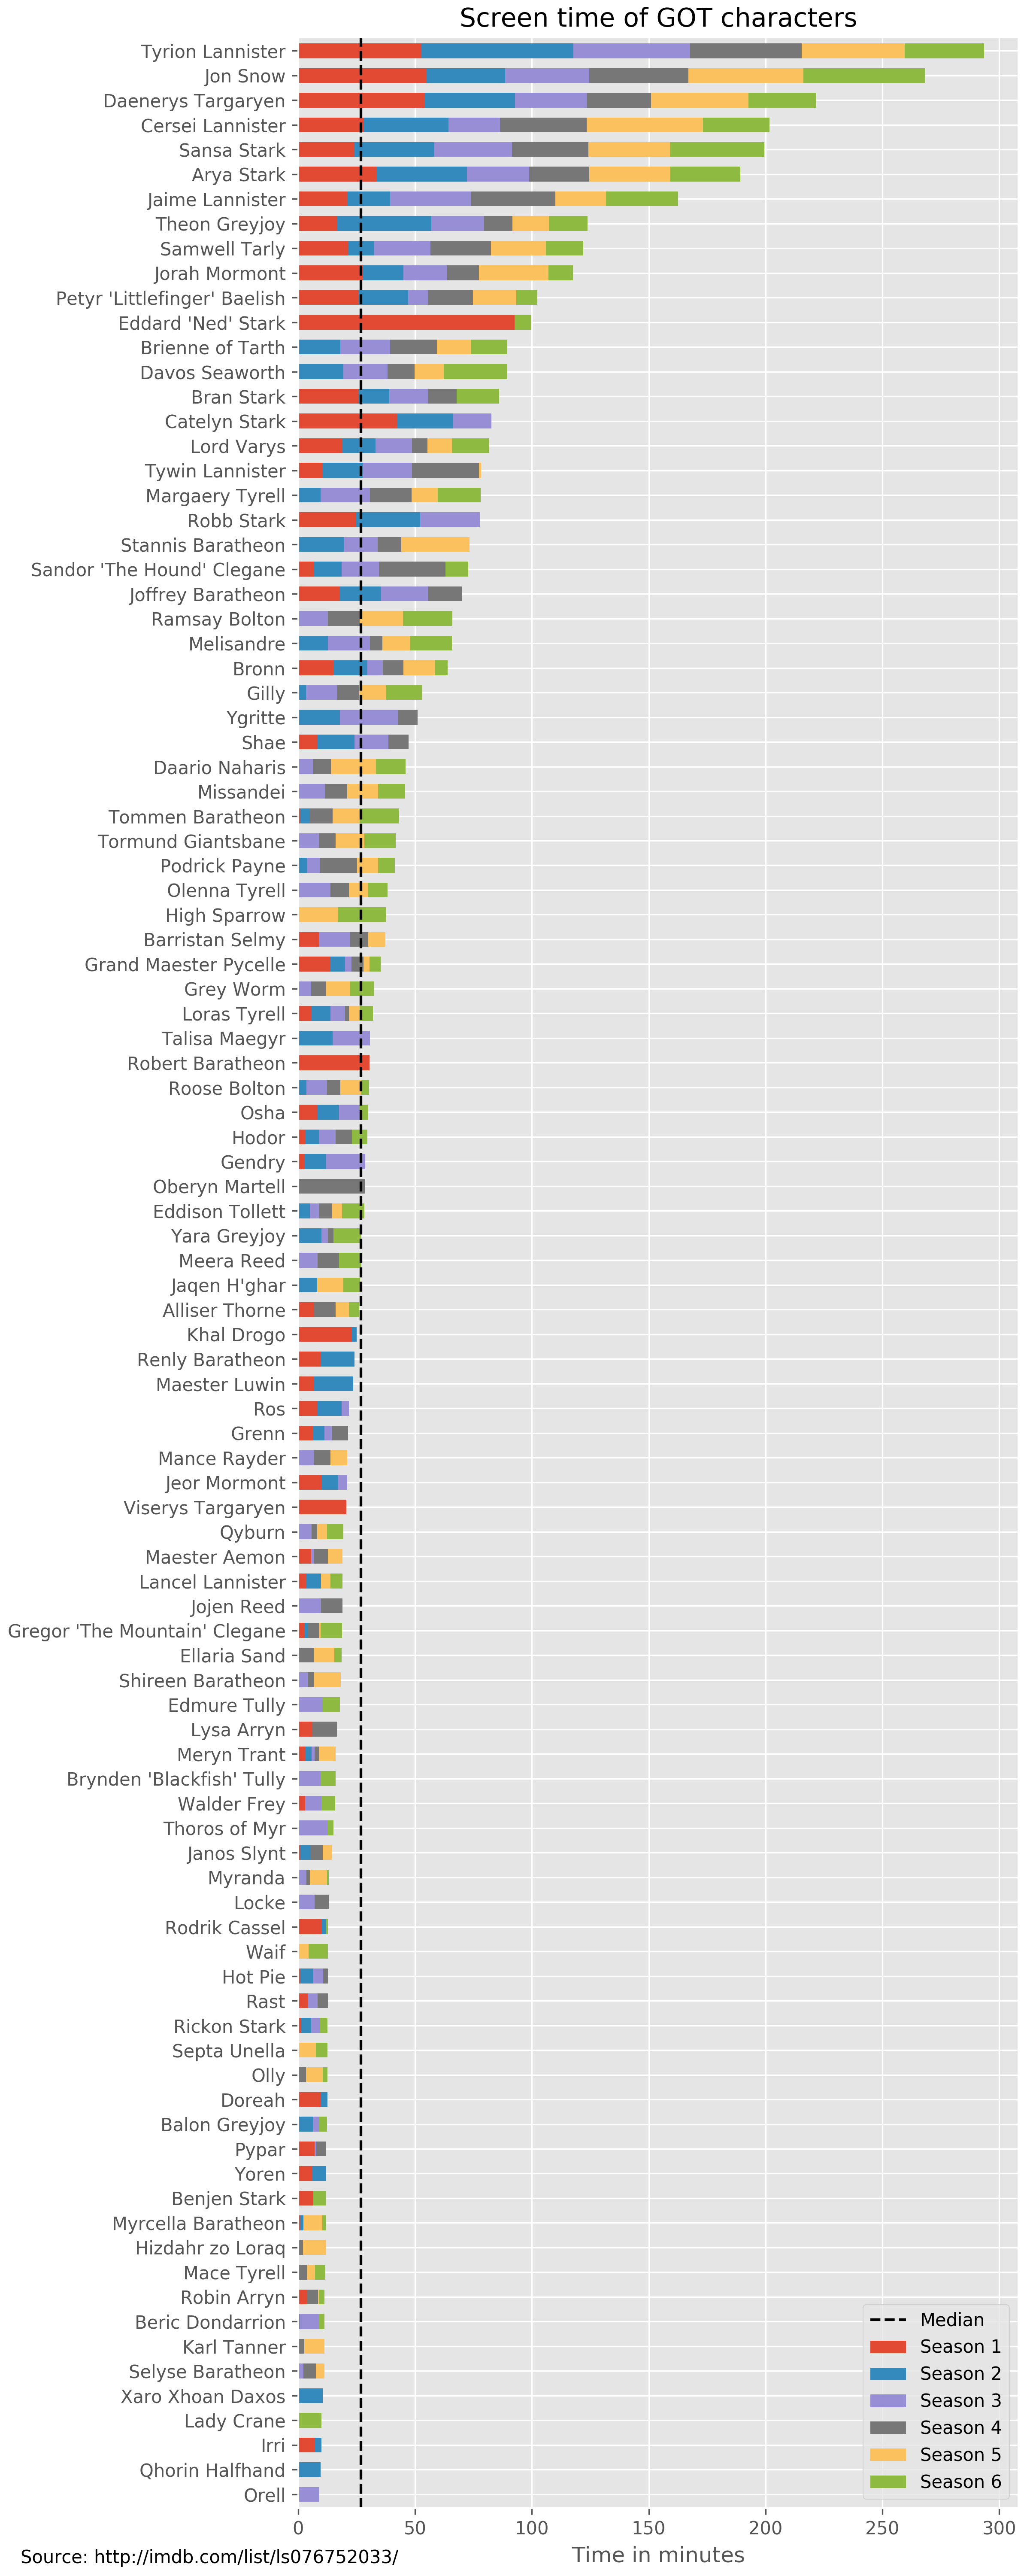 Screen time of GOT characters
Tyrion Lannister
Jon Snow
Daenerys Targaryen
Cersei Lannister
Sansa Stark
Arya Stark
Jaime Lannister
Theon Greyjoy
Samwell Tarly
Jorah Mormont
Petyr 'Littlefinger' Baelish
Eddard 'Ned' Stark
Brienne of Tarth
Davos Seaworth
Bran Stark
Catelyn Stark
Lord Varys
Tywin Lannister
Margaery Tyrell
Robb Stark
Stannis Baratheon
Sandor 'The Hound' Clegane
Joffrey Baratheon
Ramsay Bolton
Melisandre
Bronn
Gilly
Ygritte
Shae
Daario Naharis
Missandei
Tommen Baratheon
Tormund Giantsbane
Podrick Payne
Olenna Tyrell
High Sparrow
Barristan Selmy
Grand Maester Pycelle
Grey Worm
Loras Tyrell
Talisa Maegyr
Robert Baratheon
Roose Bolton
Osha
Hodor
Gendry
Oberyn Martell
Eddison Tollett
Yara Greyjoy
Meera Reed
Jaqen H'ghar
Alliser Thorne
Khal Drogo
Renly Baratheon
Maester Luwin
Ros
Grenn
Mance Rayder
Jeor Mormont
Viserys Targaryen
Qyburn
Maester Aemon
Lancel Lannister
Jojen Reed
Gregor 'The Mountain' Clegane
Ellaria Sand
Shireen Baratheon
Edmure Tully
Lysa Arryn
Meryn Trant
Brynden 'Blackfish' Tully
Walder Frey
Thoros of Myr
Janos Slynt
Myranda
Locke
Rodrik Cassel
Waif
Hot Pie
Rast
Rickon Stark
Septa Unella
Olly
Doreah
Balon Greyjoy
Pypar
Yoren
Benjen Stark
Myrcella Baratheon
Hizdahr zo Loraq
Mace Tyrell
Robin Arryn
Beric Dondarrion
Karl Tanner
Selyse Baratheon
Xaro Xhoan Daxos
Lady Crane
Irri
Qhorin Halfhand
Orell
Median
Season 1
Season 2
Season 3
Season 4
Season 5
Season 6
0 50 100 150 200 250 300
Time in minutes
Source: http://imdb.com/list/ls076752033/